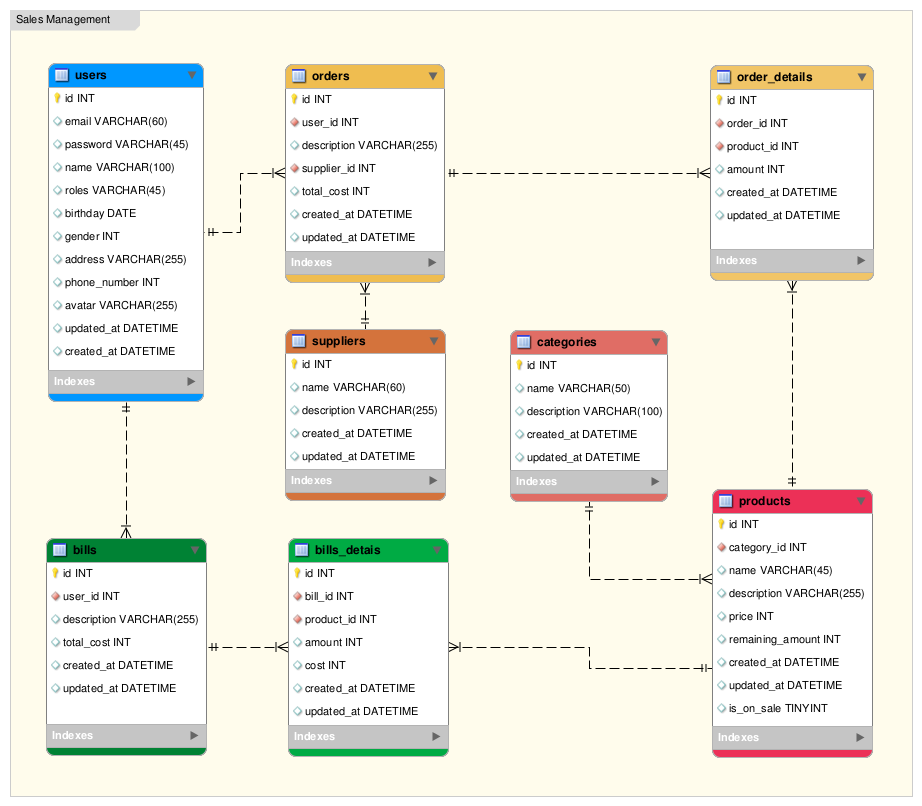 Sales Management
users
id INT
email VARCHAR(60)
password VARCHAR(45)
name VARCHAR(100)
roles VARCHAR(45)
birthday DATE
gender INT
address VARCHAR(255)
phone_number INT
avatar VARCHAR(255)
updated_at DATETIME
created_at DATETIME
Indexes
orders
id INT
user_id INT
description VARCHAR(255)
supplier_id INT
total_cost INT
created_at DATETIME
updated_at DATETIME
Indexes
order_details
id INT
order_id INT
product_id INT
amount INT
created_at DATETIME
updated_at DATETIME
Indexes
suppliers
id INT
name VARCHAR(60)
description VARCHAR(255)
created_at DATETIME
updated_at DATETIME
Indexes
categories
id INT
name VARCHAR(50)
description VARCHAR(100)
created_at DATETIME
updated_at DATETIME
Indexes
bills
id INT
user_id INT
description VARCHAR(255)
total_cost INT
created_at DATETIME
updated_at DATETIME
Indexes
bills_detais
id INT
bill_id INT
product_id INT
amount INT
cost INT
created_at DATETIME
updated_at DATETIME
Indexes
products
id INT
category_id INT
name VARCHAR(45)
description VARCHAR(255)
price INT
remaining_amount INT
created_at DATETIME
updated_at DATETIME
is_on_sale TINYINT
Indexes